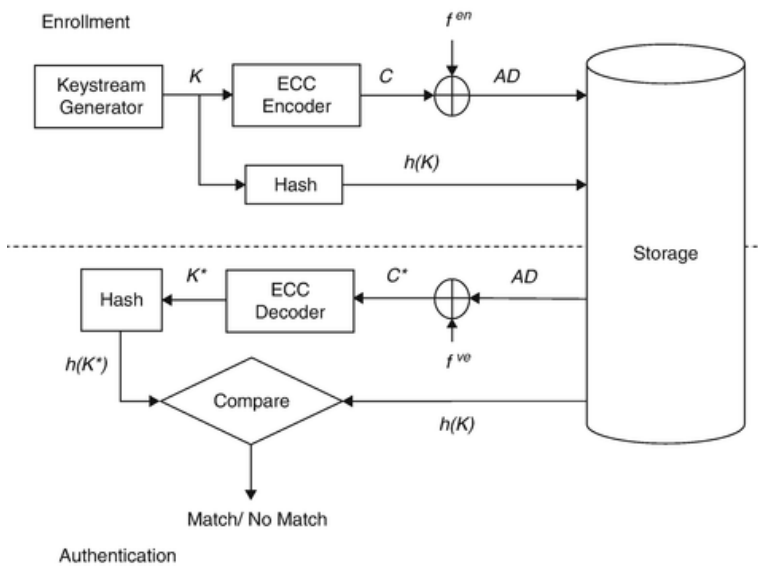 Enrollment
f en
Keystream
Generator
K
ECC
Encoder
C
AD
Hash
h(K)
Storage
Hash
K*
ECC
Decoder
C*
AD
f ve
h(K*)
Compare
h(K)
Match/ No Match
Authentication